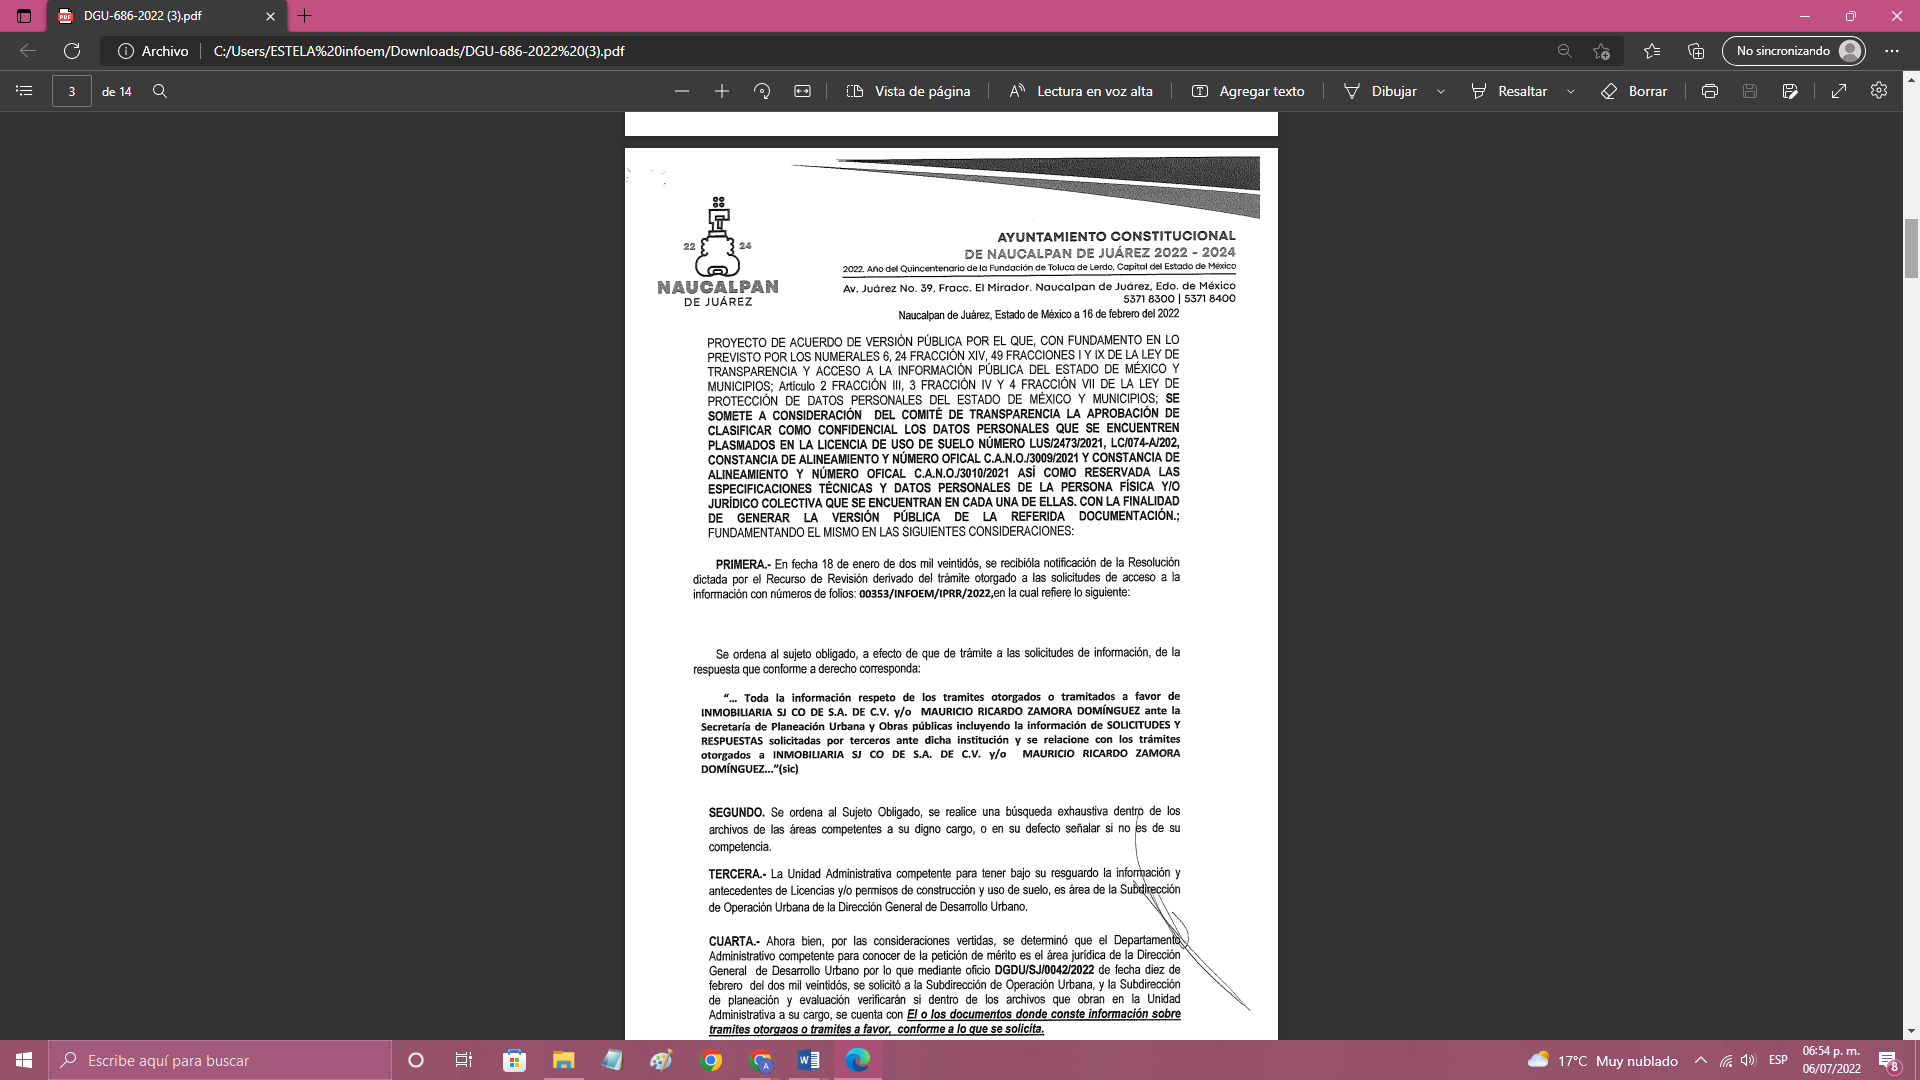 DGU-686-2022 (3).pdf
Archivo
C:/Users/ESTELA%20infoem/Downloads/DGU-686-2022%20(3).pdf
No sincronizando
3
de 14
Vista de página
Lectura en voz alta
Agregar texto
Dibujar
Resaltar
Borrar
22 24
NAUCALPAN
DE JUÁREZ
AYUNTAMIENTO CONSTITUCIONAL
DE NAUCALPAN DE JUÁREZ 2022 - 2024
2022. Año del Quincentenario de la Fundación de Toluca de Lerdo, Capital del Estado de México
Av. Juárez No. 39, Fracc. El Mirador. Naucalpan de Juárez, Edo. de México
5371 8300 | 5371 8400
Naucalpan de Juárez, Estado de México a 16 de febrero del 2022
PROYECTO DE ACUERDO DE VERSIÓN PÚBLICA POR EL QUE, CON FUNDAMENTO EN LO
PREVISTO POR LOS NUMERALES 6, 24 FRACCIÓN XIV, 49 FRACCIONES I Y IX DE LA LEY DE
TRANSPARENCIA Y ACCESO A LA INFORMACIÓN PÚBLICA DEL ESTADO DE MÉXICO Y
MUNICIPIOS; Artículo 2 FRACCIÓN III, 3 FRACCIÓN IV Y 4 FRACCIÓN VII DE LA LEY DE
PROTECCIÓN DE DATOS PERSONALES DEL ESTADO DE MÉXICO Y MUNICIPIOS; SE
SOMETE A CONSIDERACIÓN DEL COMITÉ DE TRANSPARENCIA LA APROBACIÓN DE
CLASIFICAR COMO CONFIDENCIAL LOS DATOS PERSONALES QUE SE ENCUENTREN
PLASMADOS EN LA LICENCIA DE USO DE SUELO NÚMERO LUS/2473/2021, LC/074-A/202,
CONSTANCIA DE ALINEAMIENTO Y NÚMERO OFICAL C.A.N.O./3009/2021 Y CONSTANCIA DE
ALINEAMIENTO Y NÚMERO OFICAL C.A.N.O./3010/2021 ASÍ COMO RESERVADA LAS
ESPECIFICACIONES TÉCNICAS Y DATOS PERSONALES DE LA PERSONA FÍSICA Y/O
JURÍDICO COLECTIVA QUE SE ENCUENTRAN EN CADA UNA DE ELLAS. CON LA FINALIDAD
DE GENERAR LA VERSIÓN PÚBLICA DE LA REFERIDA DOCUMENTACIÓN.;
FUNDAMENTANDO EL MISMO EN LAS SIGUIENTES CONSIDERACIONES:
PRIMERA.- En fecha 18 de enero de dos mil veintidós, se recibióla notificación de la Resolución
dictada por el Recurso de Revisión derivado del trámite otorgado a las solicitudes de acceso a la
información con números de folios: 00353/INFOEM/IPRR/2022,en la cual refiere lo siguiente:
Se ordena al sujeto obligado, a efecto de que de trámite a las solicitudes de información, de la
respuesta que conforme a derecho corresponda:
“... Toda la información respeto de los tramites otorgados o tramitados a favor de
INMOBILIARIA SJ CO DE S.A. DE C.V. y/o MAURICIO RICARDO ZAMORA DOMÍNGUEZ ante la
Secretaría de Planeación Urbana y Obras públicas incluyendo la información de SOLICITUDES Y
RESPUESTAS solicitadas por terceros ante dicha institución y se relacione con los trámites
otorgados a INMOBILIARIA SJ CO DE S.A. DE C.V. y/o MAURICIO RICARDO ZAMORA
DOMÍNGUEZ...”(sic)
SEGUNDO. Se ordena al Sujeto Obligado, se realice una búsqueda exhaustiva dentro de los
archivos de las áreas competentes a su digno cargo, o en su defecto señalar si no es de su
competencia.
TERCERA.- La Unidad Administrativa competente para tener bajo su resguardo la información y
antecedentes de Licencias y/o permisos de construcción y uso de suelo, es área de la Subdirección
de Operación Urbana de la Dirección General de Desarrollo Urbano.
CUARTA.- Ahora bien, por las consideraciones vertidas, se determinó que el Departamento
Administrativo competente para conocer de la petición de mérito es el área jurídica de la Dirección
General de Desarrollo Urbano por lo que mediante oficio DGDU/SJ/0042/2022 de fecha diez de
febrero del dos mil veintidós, se solicitó a la Subdirección de Operación Urbana, y la Subdirección
de planeación y evaluación verificarán si dentro de los archivos que obran en la Unidad
Administrativa a su cargo, se cuenta con El o los documentos donde conste información sobre
tramites otorgaos o tramites a favor, conforme a lo que se solicita.
Escribe aquí para buscar
17°C Muy nublado
ESP
06:54 p. m.
06/07/2022
8